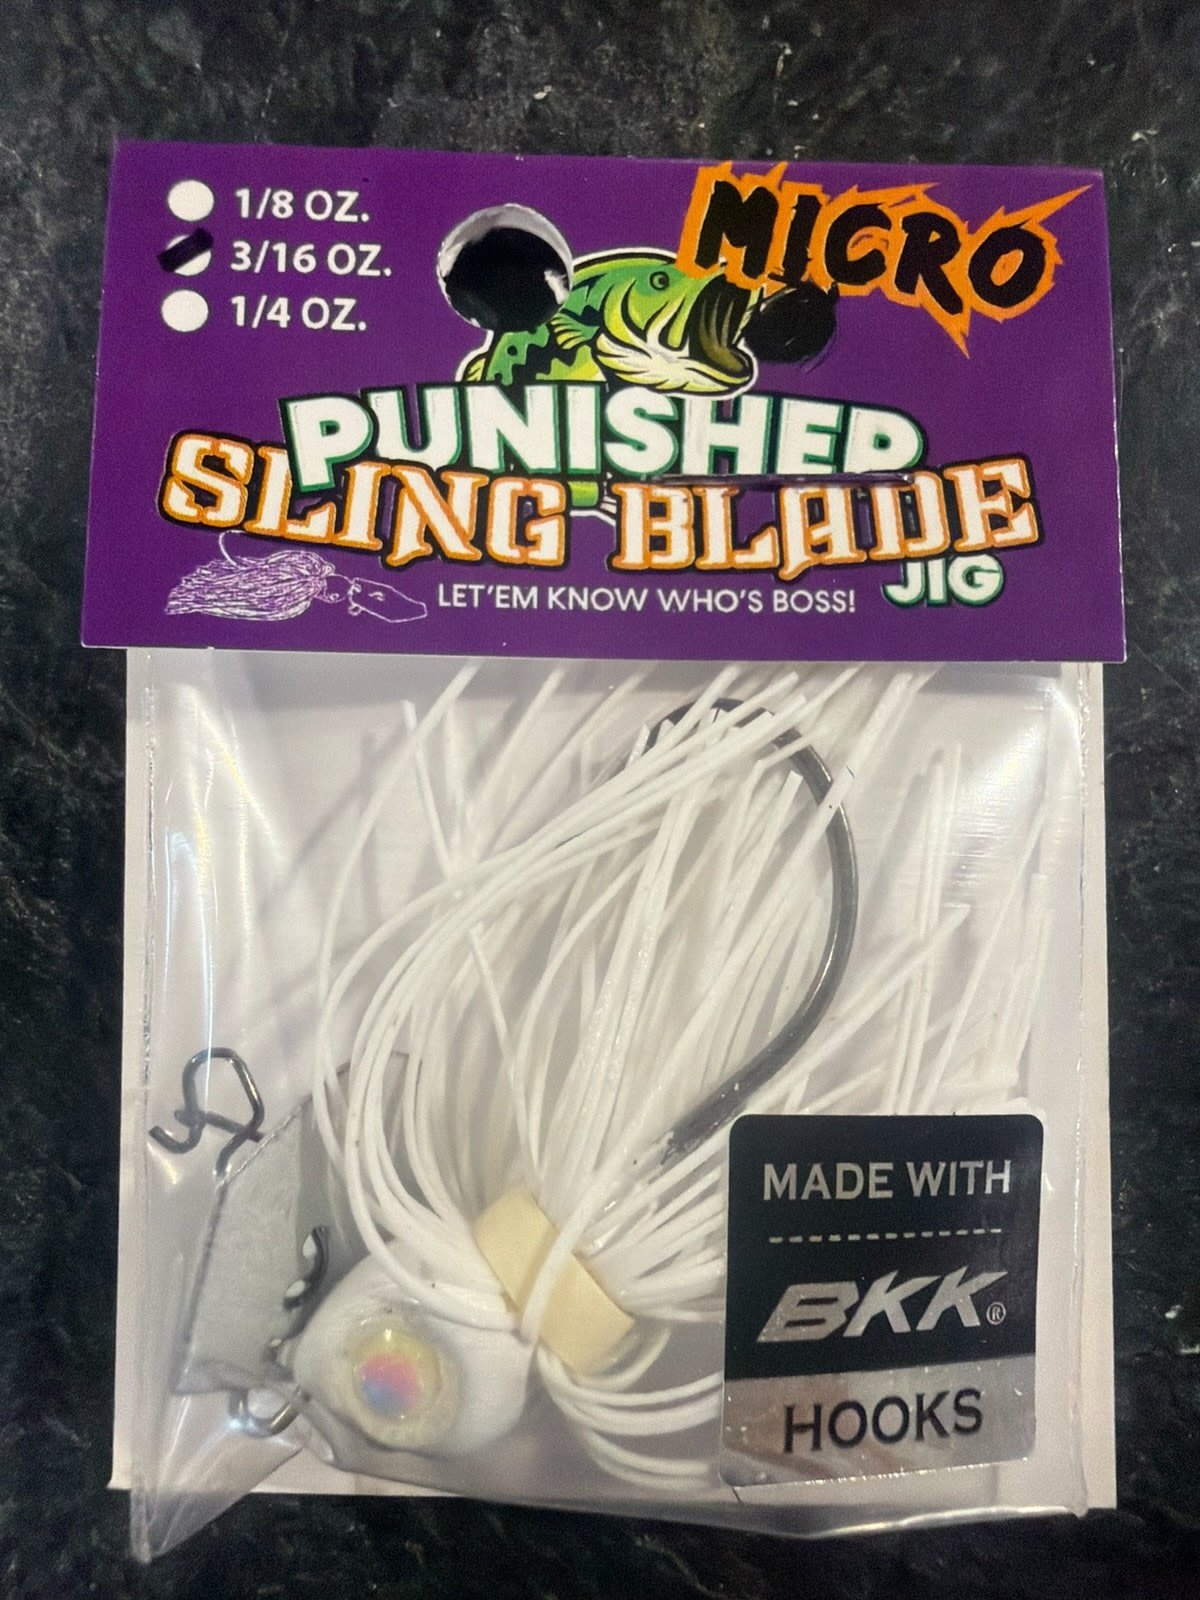 1/8 OZ.
3/16 OZ.
1/4 OZ.
MICRO
PUNISHER
SLING BLADE
JIG
LET'EM KNOW WHO'S BOSS!
MADE WITH
BKK®
HOOKS